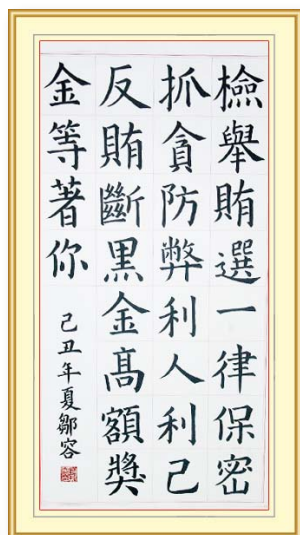 檢舉賄選一律保密
抓貪防弊利人利己
反賄斷黑金高額獎
金等著你
己丑年夏鄒容